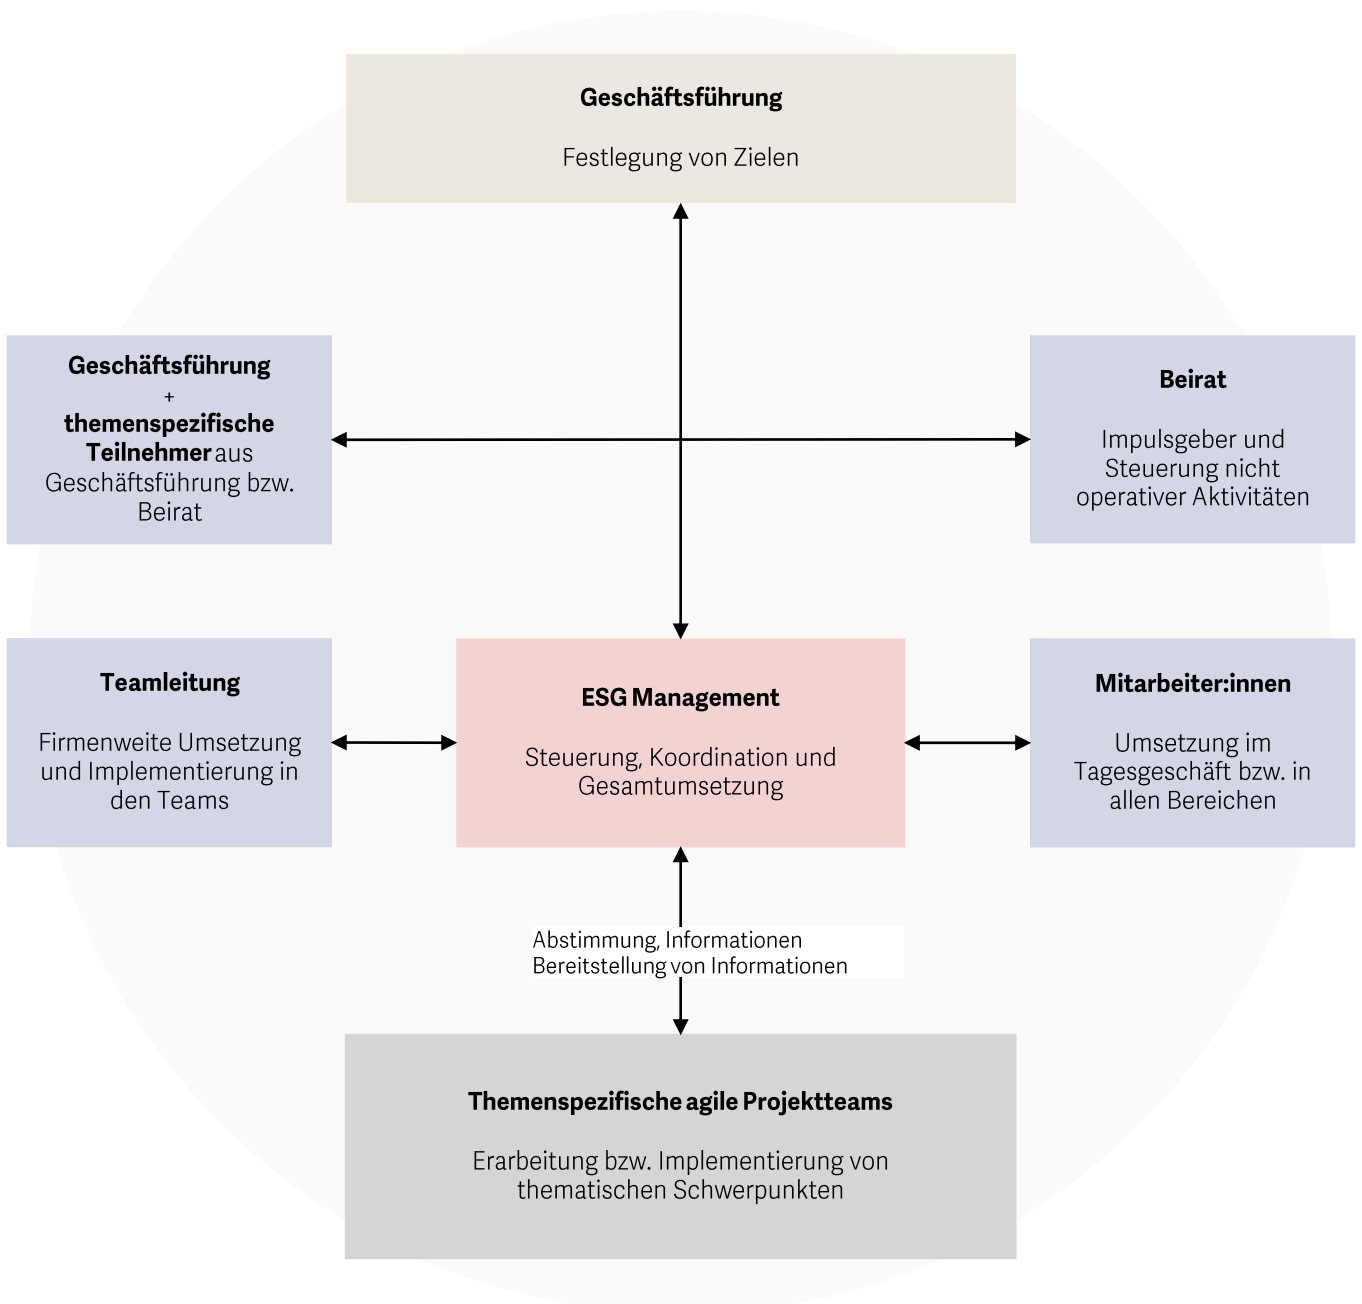 Geschäftsführung
Festlegung von Zielen
Geschäftsführung
+
themenspezifische
Teilnehmer aus
Geschäftsführung bzw.
Beirat
Beirat
Impulsgeber und
Steuerung nicht
operativer Aktivitäten
Teamleitung
Firmenweite Umsetzung
und Implementierung in
den Teams
ESG Management
Steuerung, Koordination und
Gesamtumsetzung
Mitarbeiter:innen
Umsetzung im
Tagesgeschäft bzw. in
allen Bereichen
Abstimmung, Informationen
Bereitstellung von Informationen
Themenspezifische agile Projektteams
Erarbeitung bzw. Implementierung von
thematischen Schwerpunkten